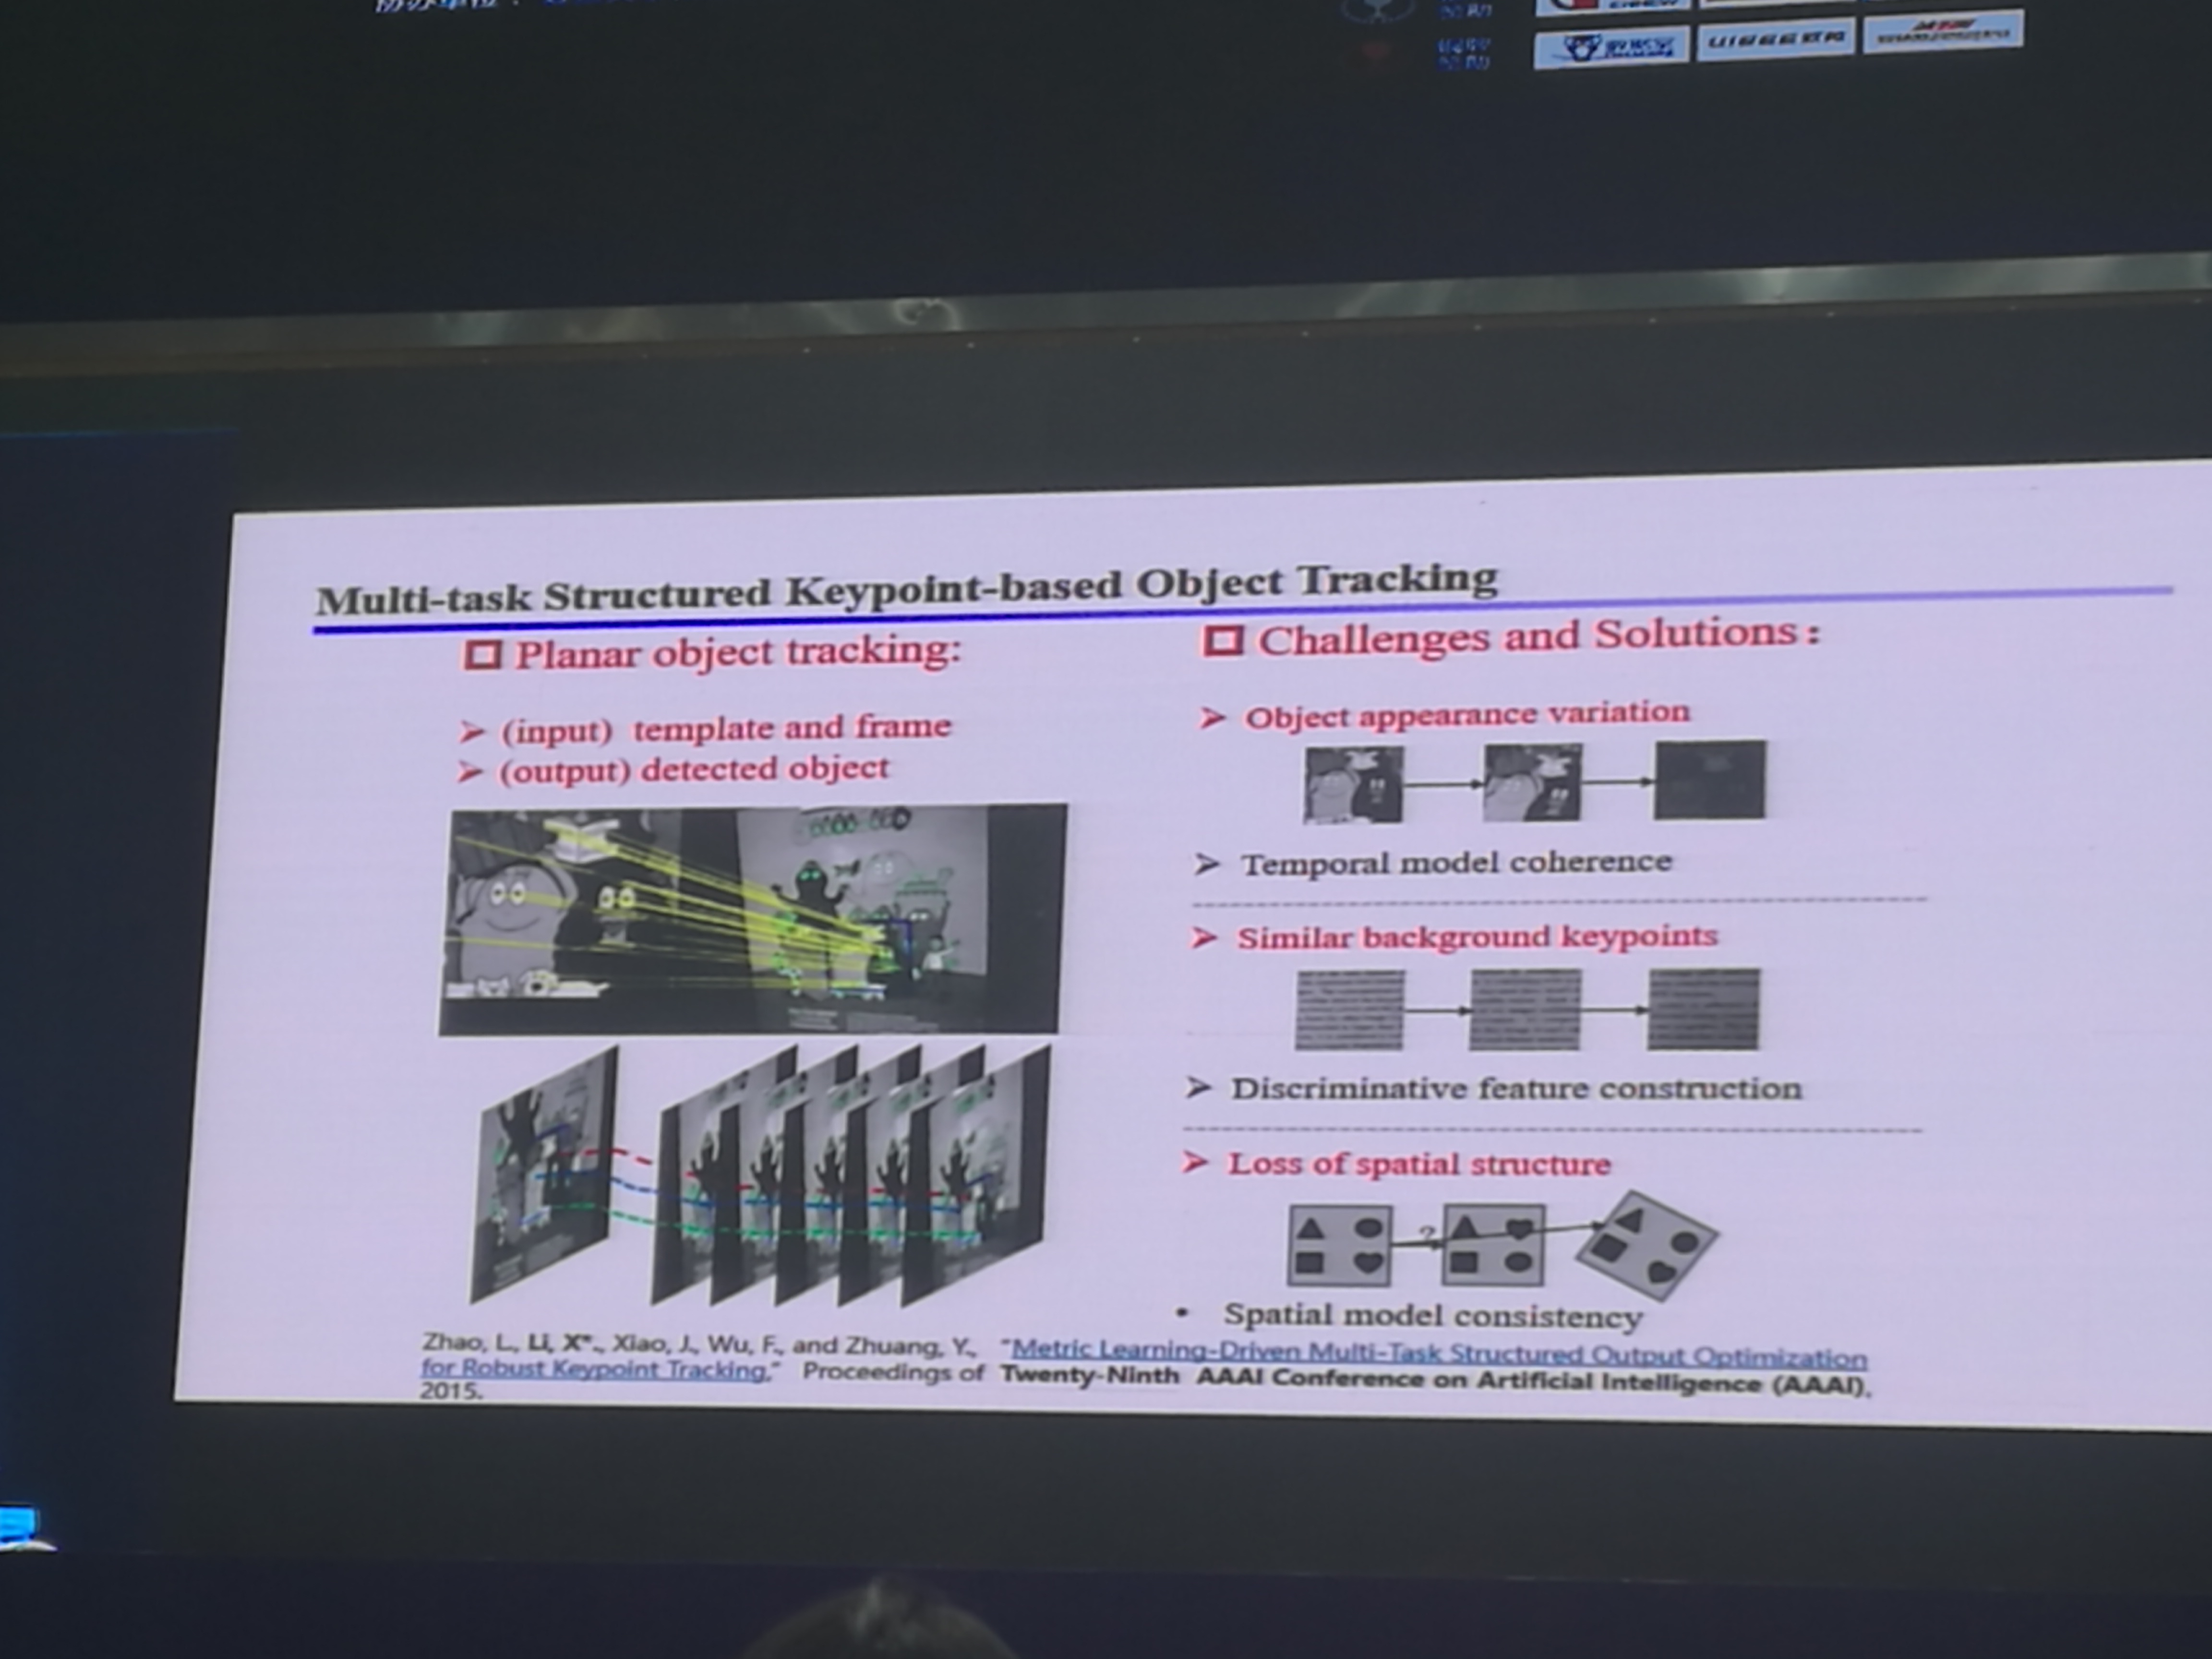 Multi-task Structured Keypoint-based Object Tracking
Planar object tracking:
➢ (input) template and frame
➢ (output) detected object
Challenges and Solutions：
➢ Object appearance variation
➢ Temporal model coherence
➢ Similar background keypoints
➢ Discriminative feature construction
➢ Loss of spatial structure
?
• Spatial model consistency
Zhao, L., Li, X*., Xiao, J., Wu, F., and Zhuang, Y., "Metric Learning-Driven Multi-Task Structured Output Optimization
for Robust Keypoint Tracking," Proceedings of Twenty-Ninth AAAI Conference on Artificial Intelligence (AAAI),
2015.